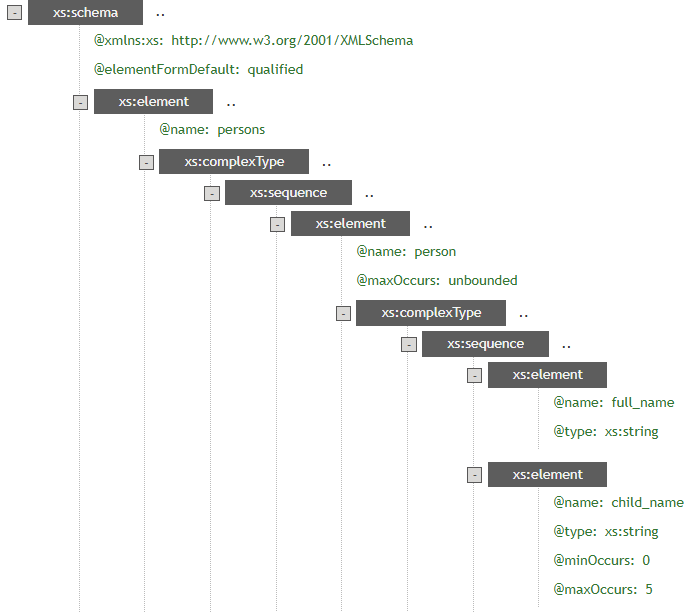 - xs:schema ..
@xmlns:xs: http://www.w3.org/2001/XMLSchema
@elementFormDefault: qualified
- xs:element ..
@name: persons
- xs:complexType ..
- xs:sequence ..
- xs:element ..
@name: person
@maxOccurs: unbounded
- xs:complexType ..
- xs:sequence ..
- xs:element
@name: full_name
@type: xs:string
- xs:element
@name: child_name
@type: xs:string
@minOccurs: 0
@maxOccurs: 5